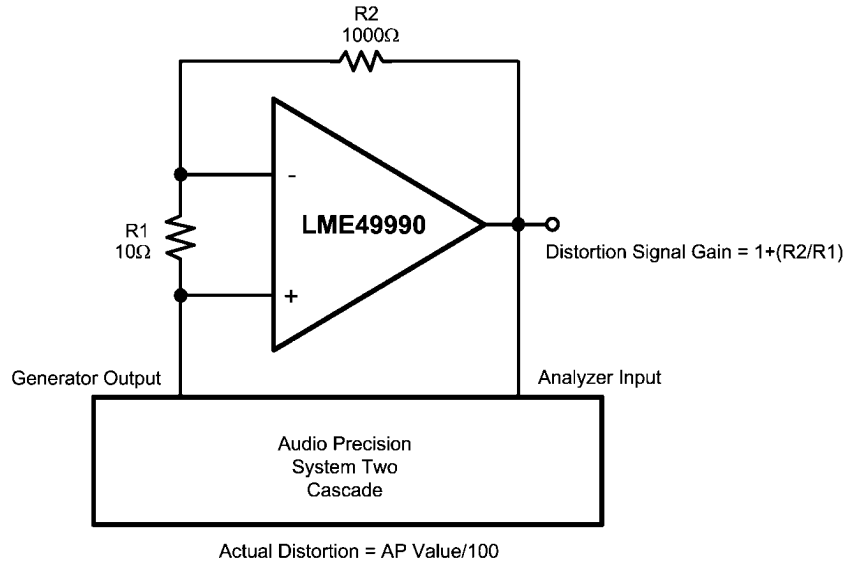 R2
1000Ω
-
LME49990
R1
10Ω
Distortion Signal Gain = 1+(R2/R1)
+
Generator Output
Analyzer Input
Audio Precision
System Two
Cascade
Actual Distortion = AP Value/100